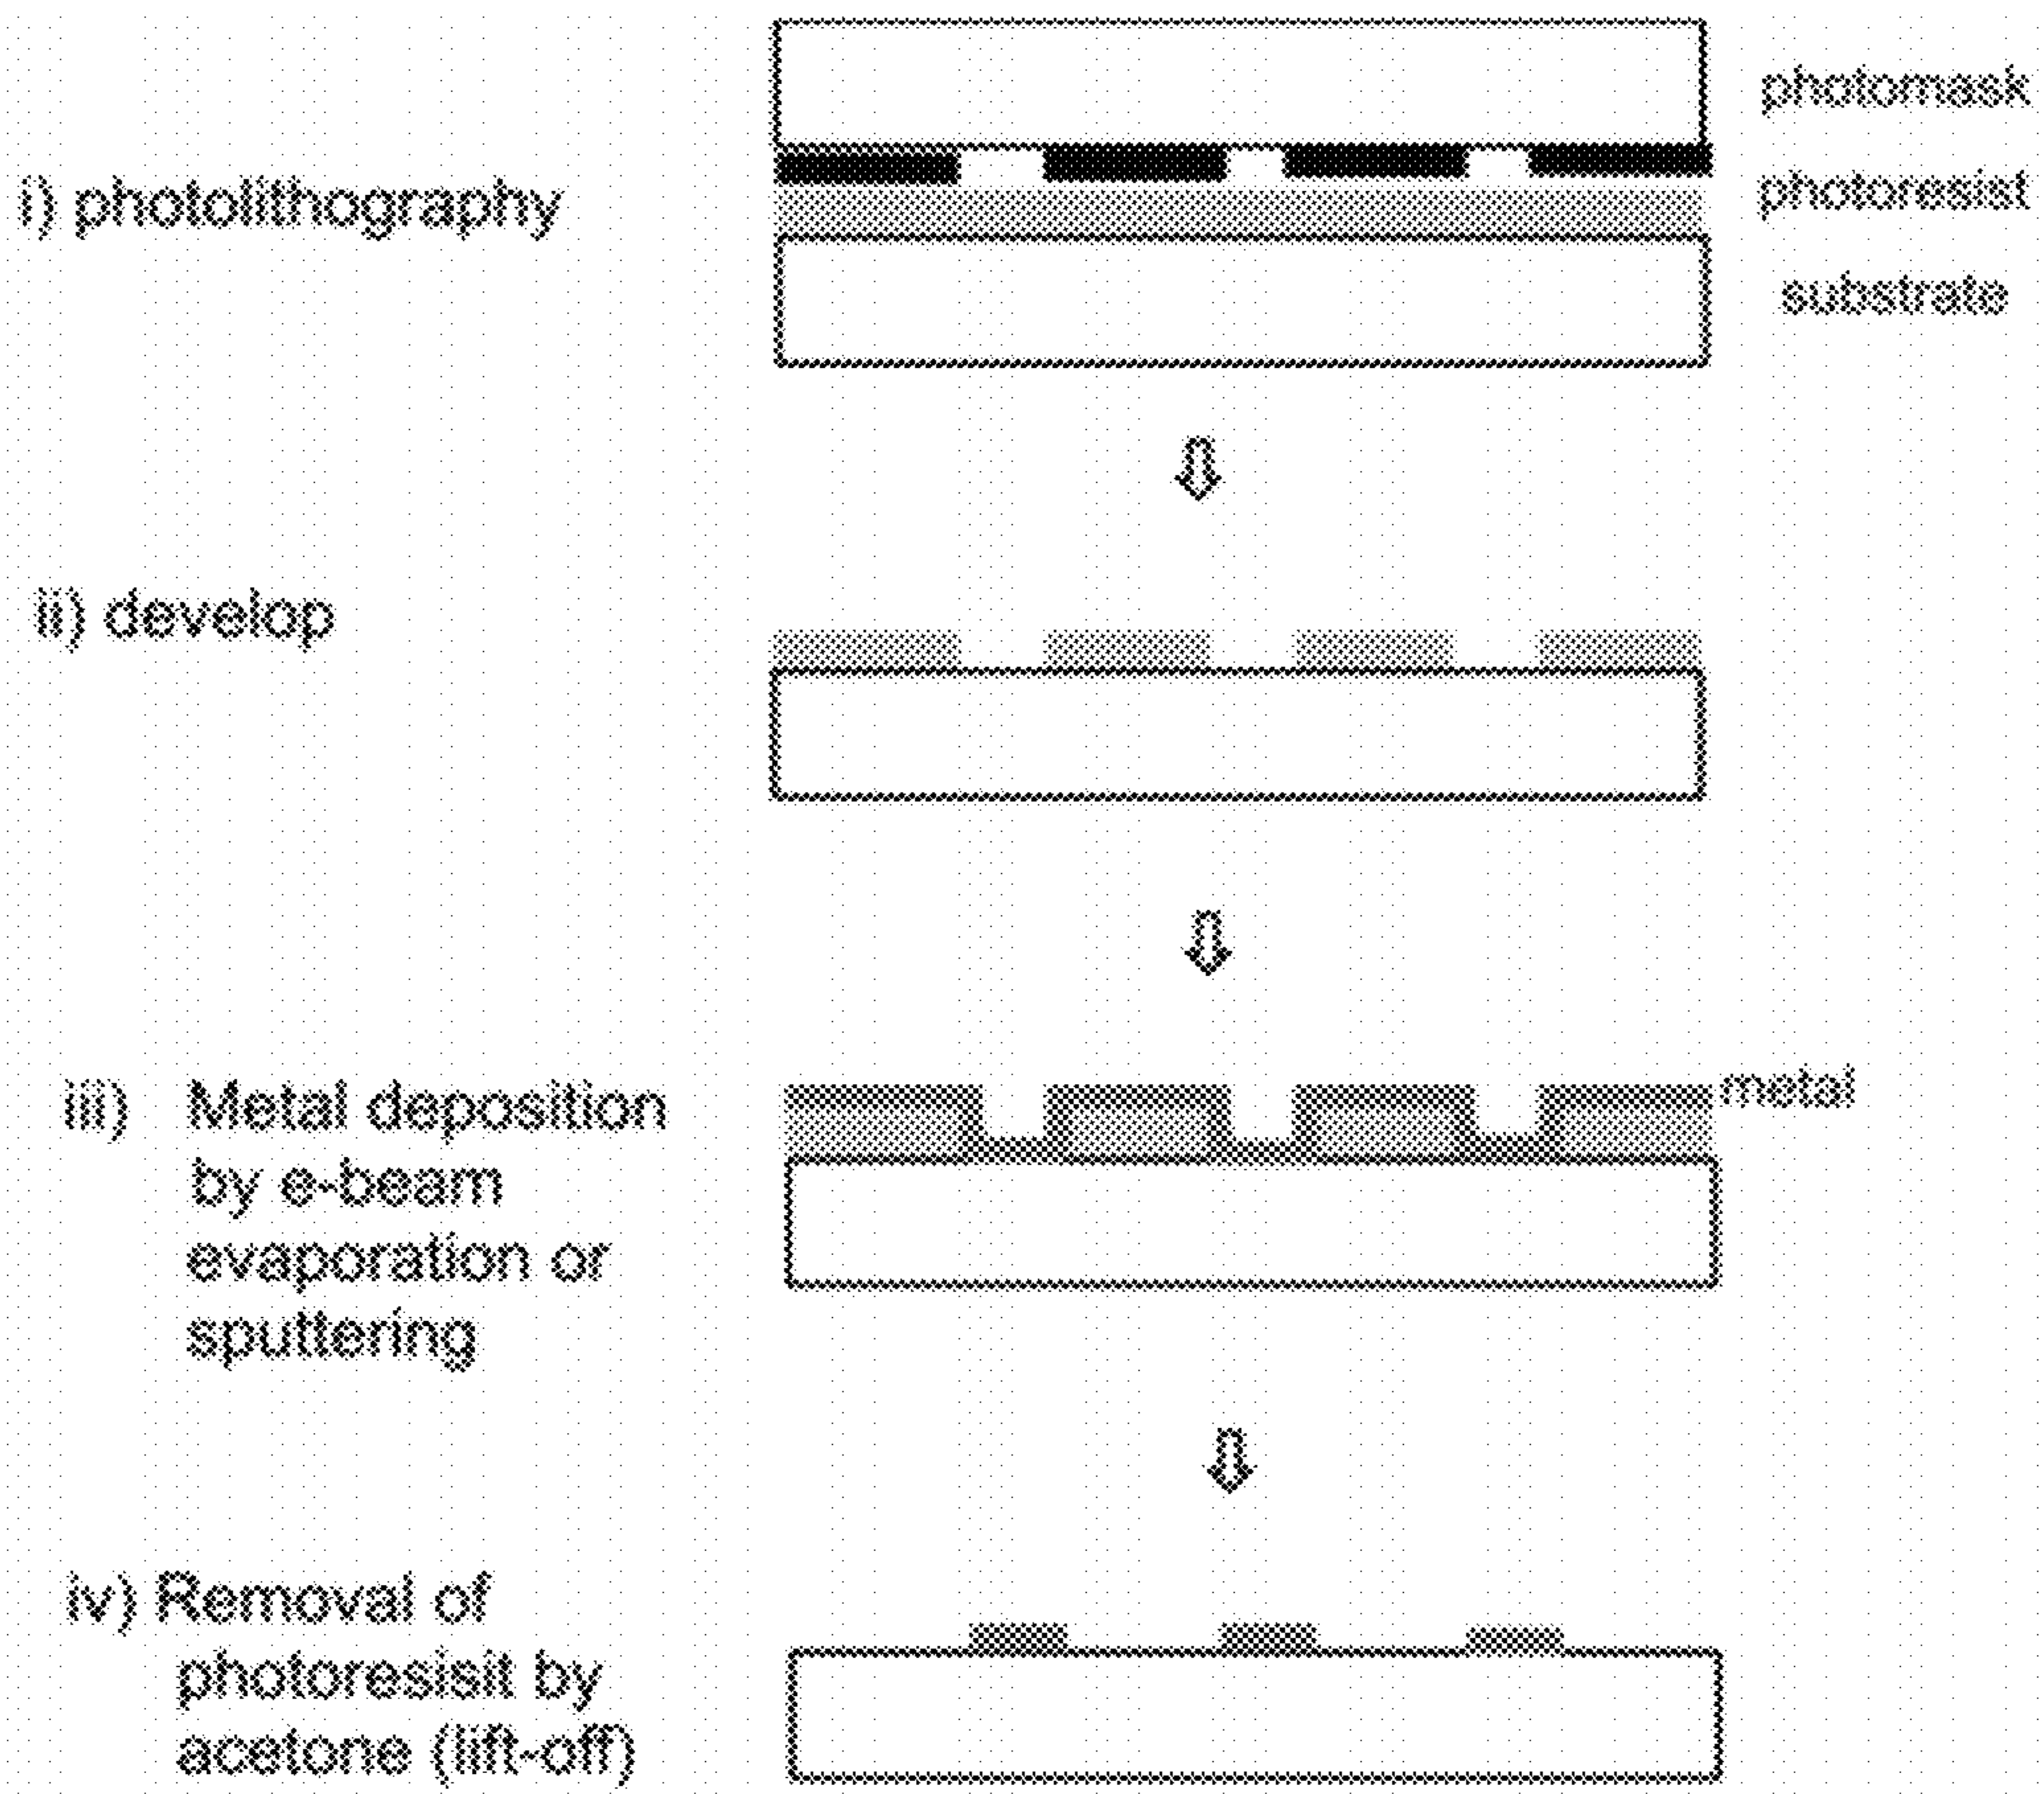 photomask
i) photolithography
photoresist
substrate
ii) develop
iii) Metal deposition
by e-beam
evaporation or
sputtering
metal
iv) Removal of
photoresisit by
acetone (lift-off)